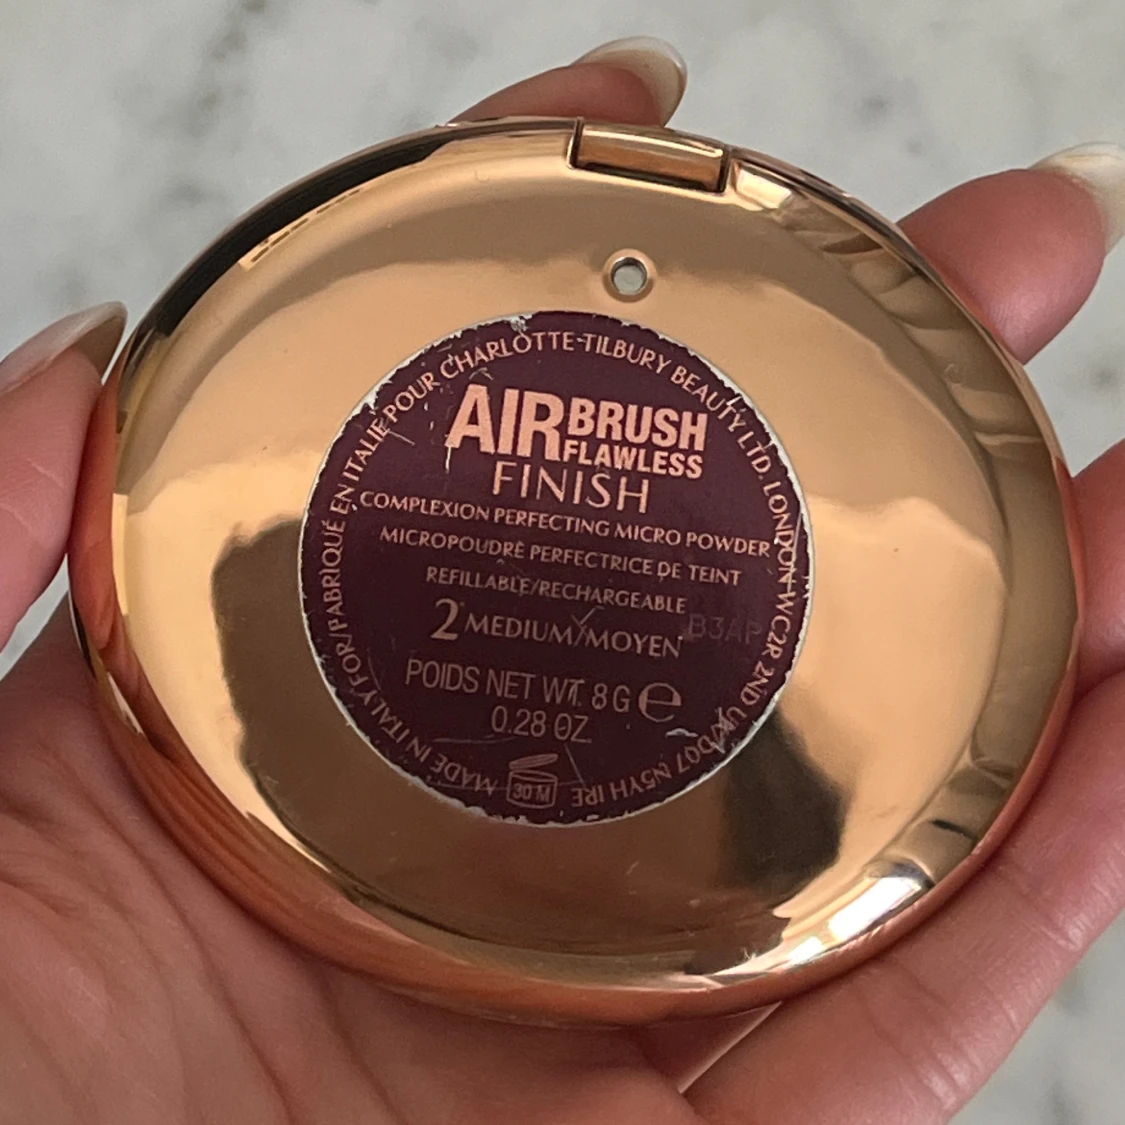 AIRBRUSH
FLAWLESS
FINISH
COMPLEXION PERFECTING MICRO POWDER
MICROPOUDRE PERFECTRICE DE TEINT
REFILLABLE/RECHARGEABLE
2 MEDIUM/MOYEN
B3AP
POIDS NET WT. 8 G e
0.28 OZ
30 M
MADE IN ITALY FOR/FABRIQUÉ EN ITALIE POUR CHARLOTTE TILBURY BEAUTY LTD. LONDON WC2R 2ND UK/D07 N5YH IRE